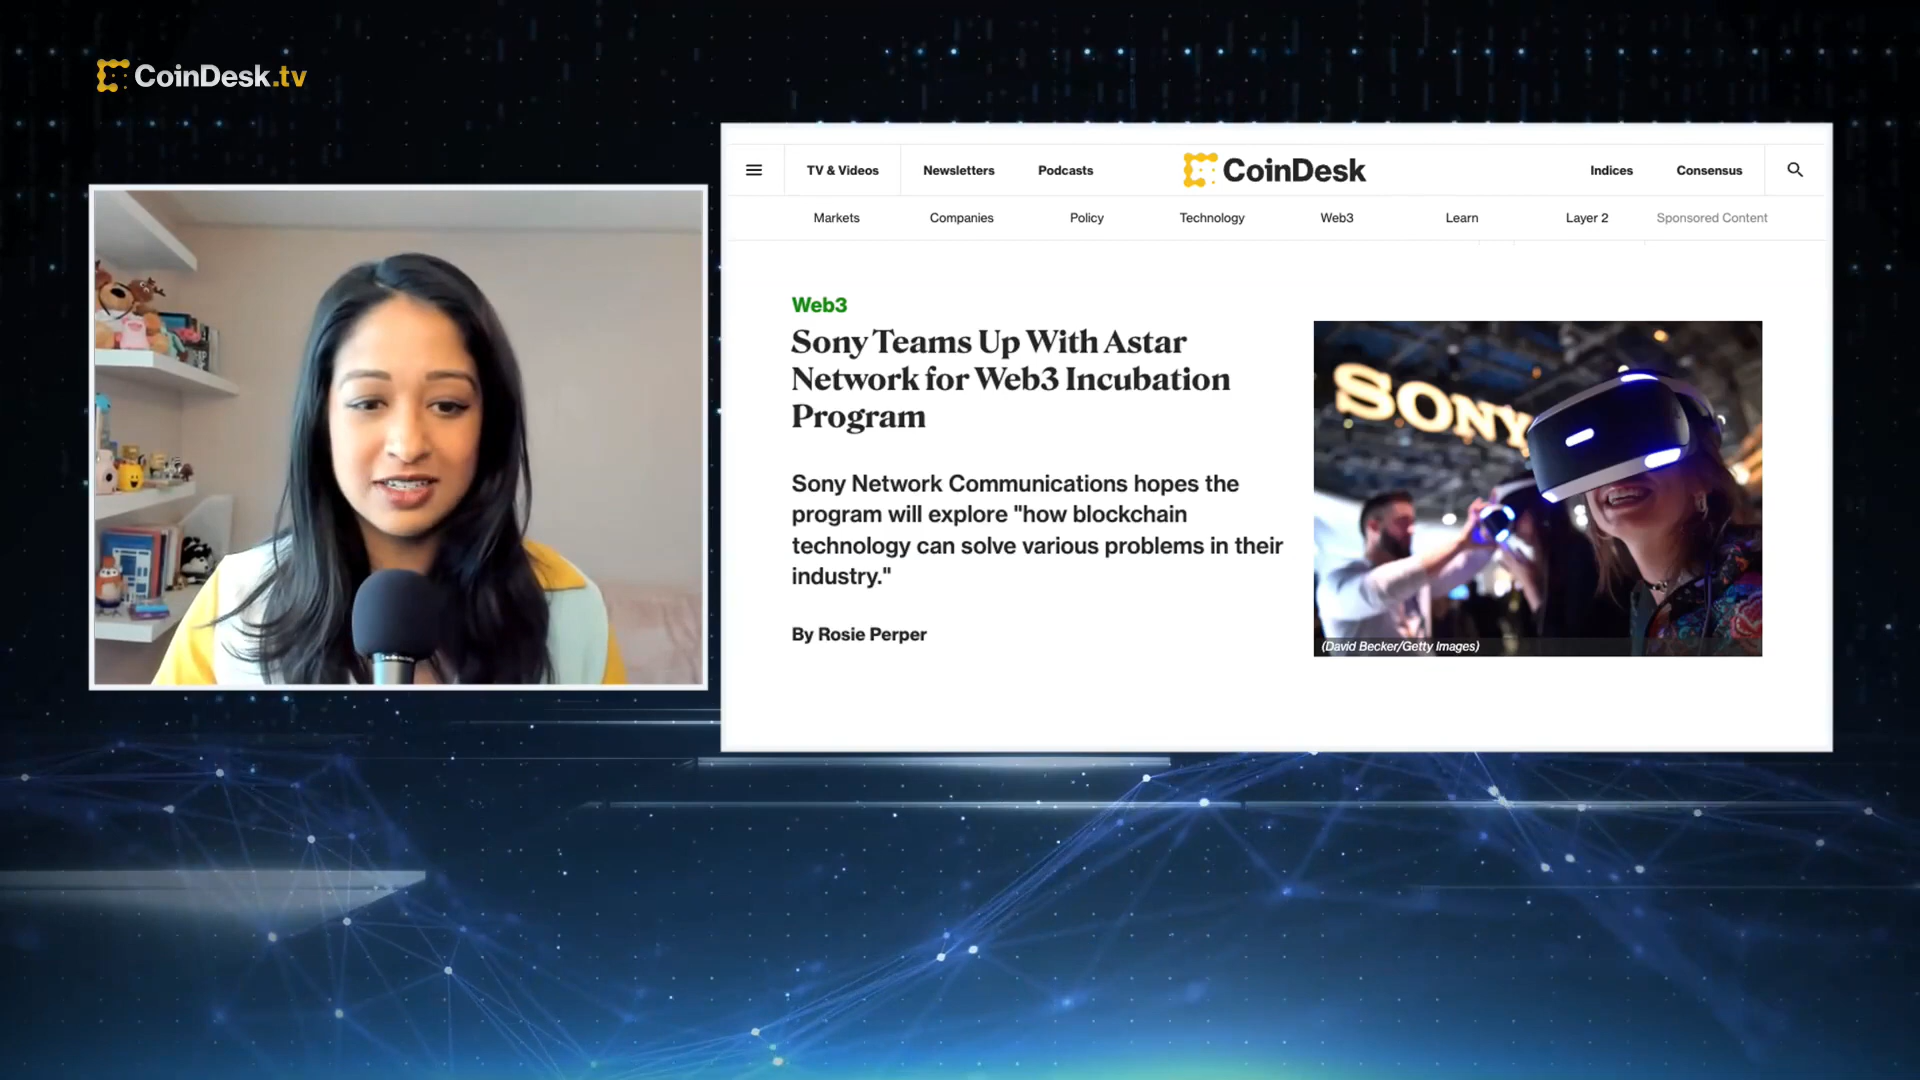 CoinDesk.tv
TV & Videos
Newsletters
Podcasts
CoinDesk
Indices
Consensus
Markets
Companies
Policy
Technology
Web3
Learn
Layer 2
Sponsored Content
Web3
Sony Teams Up With Astar
Network for Web3 Incubation
Program
Sony Network Communications hopes the
program will explore "how blockchain
technology can solve various problems in their
industry."
By Rosie Perper
SONY
(David Becker/Getty Images)